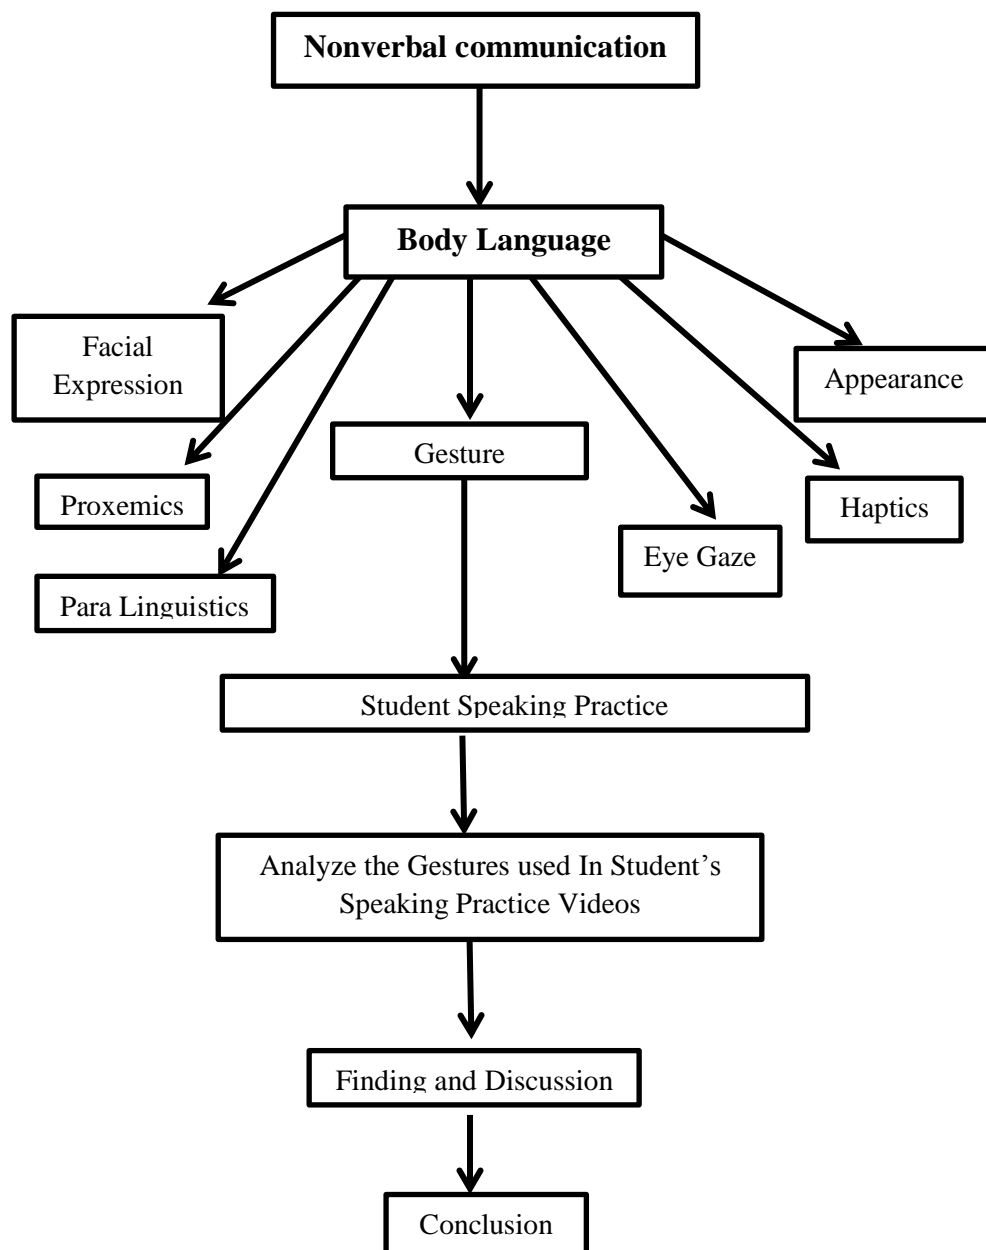 Nonverbal communication
Body Language
Facial
Expression
Appearance
Gesture
Proxemics
Haptics
Eye Gaze
Para Linguistics
Student Speaking Practice
Analyze the Gestures used In Student’s
Speaking Practice Videos
Finding and Discussion
Conclusion